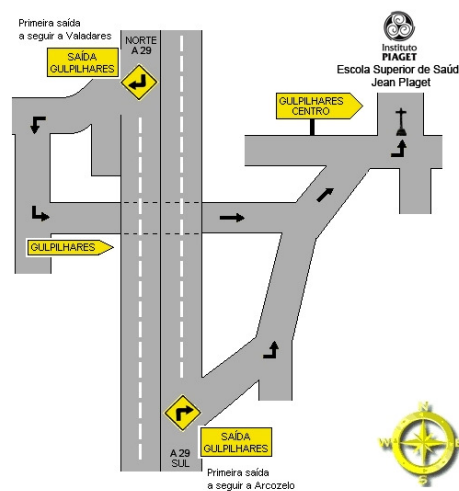 Primeira saída
a seguir a Valadares
SAÍDA
GULPILHARES
NORTE
A 29
Instituto
PIAGET
Escola Superior de Saúd
Jean PIaget
GULPILHARES
CENTRO
GULPILHARES
SAÍDA
GULPILHARES
A 29
SUL
Primeira saída
a seguir a Arcozelo
N
W
E
S